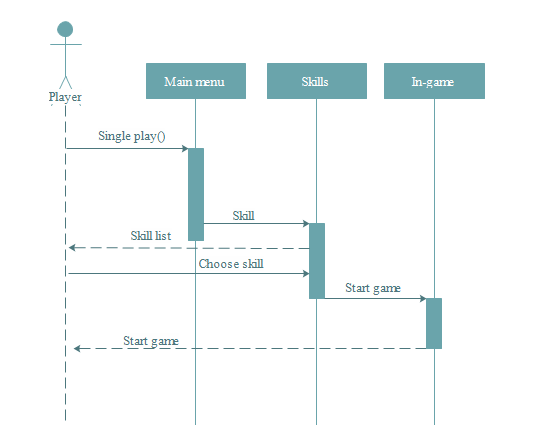 Player
Main menu
Skills
In-game
Single play()
Skill
Skill list
Choose skill
Start game
Start game